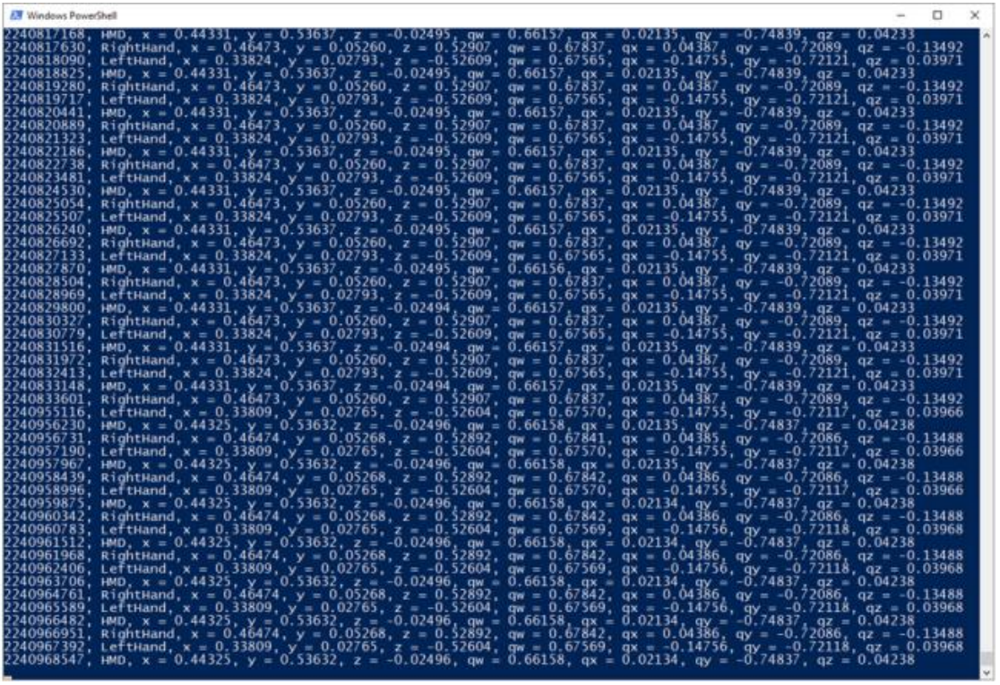 Windows PowerShell
2240817168, HMD, x = 0.44331, y = 0.53637, z = -0.02495, qw = 0.66157, qx = 0.02135, qy = -0.74839, qz = 0.04233
2240817630, RightHand, x = 0.46473, y = 0.05260, z = 0.52907, qw = 0.67837, qx = 0.04387, qy = -0.72089, qz = -0.13492
2240818090, LeftHand, x = 0.33824, y = 0.02793, z = -0.52609, qw = 0.67565, qx = -0.14755, qy = -0.72121, qz = 0.03971
2240818825, HMD, x = 0.44331, y = 0.53637, z = -0.02495, qw = 0.66157, qx = 0.02135, qy = -0.74839, qz = 0.04233
2240819280, RightHand, x = 0.46473, y = 0.05260, z = 0.52907, qw = 0.67837, qx = 0.04387, qy = -0.72089, qz = -0.13492
2240819717, LeftHand, x = 0.33824, y = 0.02793, z = -0.52609, qw = 0.67565, qx = -0.14755, qy = -0.72121, qz = 0.03971
2240820441, HMD, x = 0.44331, y = 0.53637, z = -0.02495, qw = 0.66157, qx = 0.02135, qy = -0.74839, qz = 0.04233
2240820889, RightHand, x = 0.46473, y = 0.05260, z = 0.52907, qw = 0.67837, qx = 0.04387, qy = -0.72089, qz = -0.13492
2240821323, LeftHand, x = 0.33824, y = 0.02793, z = -0.52609, qw = 0.67565, qx = -0.14755, qy = -0.72121, qz = 0.03971
2240822186, HMD, x = 0.44331, y = 0.53637, z = -0.02495, qw = 0.66157, qx = 0.02135, qy = -0.74839, qz = 0.04233
2240822738, RightHand, x = 0.46473, y = 0.05260, z = 0.52907, qw = 0.67837, qx = 0.04387, qy = -0.72089, qz = -0.13492
2240823481, LeftHand, x = 0.33824, y = 0.02793, z = -0.52609, qw = 0.67565, qx = -0.14755, qy = -0.72121, qz = 0.03971
2240824530, HMD, x = 0.44331, y = 0.53637, z = -0.02495, qw = 0.66157, qx = 0.02135, qy = -0.74839, qz = 0.04233
2240825054, RightHand, x = 0.46473, y = 0.05260, z = 0.52907, qw = 0.67837, qx = 0.04387, qy = -0.72089, qz = -0.13492
2240825507, LeftHand, x = 0.33824, y = 0.02793, z = -0.52609, qw = 0.67565, qx = -0.14755, qy = -0.72121, qz = 0.03971
2240826240, HMD, x = 0.44331, y = 0.53637, z = -0.02495, qw = 0.66157, qx = 0.02135, qy = -0.74839, qz = 0.04233
2240826692, RightHand, x = 0.46473, y = 0.05260, z = 0.52907, qw = 0.67837, qx = 0.04387, qy = -0.72089, qz = -0.13492
2240827133, LeftHand, x = 0.33824, y = 0.02793, z = -0.52609, qw = 0.67565, qx = -0.14755, qy = -0.72121, qz = 0.03971
2240827870, HMD, x = 0.44331, y = 0.53637, z = -0.02495, qw = 0.66156, qx = 0.02135, qy = -0.74839, qz = 0.04233
2240828504, RightHand, x = 0.46473, y = 0.05260, z = 0.52907, qw = 0.67837, qx = 0.04387, qy = -0.72089, qz = -0.13492
2240828969, LeftHand, x = 0.33824, y = 0.02793, z = -0.52609, qw = 0.67565, qx = -0.14755, qy = -0.72121, qz = 0.03971
2240829800, HMD, x = 0.44331, y = 0.53637, z = -0.02494, qw = 0.66157, qx = 0.02135, qy = -0.74839, qz = 0.04233
2240830327, RightHand, x = 0.46473, y = 0.05260, z = 0.52907, qw = 0.67837, qx = 0.04387, qy = -0.72089, qz = -0.13492
2240830779, LeftHand, x = 0.33824, y = 0.02793, z = -0.52609, qw = 0.67565, qx = -0.14755, qy = -0.72121, qz = 0.03971
2240831516, HMD, x = 0.44331, y = 0.53637, z = -0.02494, qw = 0.66157, qx = 0.02135, qy = -0.74839, qz = 0.04233
2240831972, RightHand, x = 0.46473, y = 0.05260, z = 0.52907, qw = 0.67837, qx = 0.04387, qy = -0.72089, qz = -0.13492
2240832413, LeftHand, x = 0.33824, y = 0.02793, z = -0.52609, qw = 0.67565, qx = -0.14755, qy = -0.72121, qz = 0.03971
2240833148, HMD, x = 0.44331, y = 0.53637, z = -0.02494, qw = 0.66157, qx = 0.02135, qy = -0.74839, qz = 0.04233
2240833601, RightHand, x = 0.46473, y = 0.05260, z = 0.52907, qw = 0.67837, qx = 0.04387, qy = -0.72089, qz = -0.13492
2240955116, LeftHand, x = 0.33809, y = 0.02765, z = -0.52604, qw = 0.67570, qx = -0.14755, qy = -0.72117, qz = 0.03966
2240956230, HMD, x = 0.44325, y = 0.53632, z = -0.02496, qw = 0.66158, qx = 0.02135, qy = -0.74837, qz = 0.04238
2240956731, RightHand, x = 0.46474, y = 0.05268, z = 0.52892, qw = 0.67841, qx = 0.04385, qy = -0.72086, qz = -0.13488
2240957190, LeftHand, x = 0.33809, y = 0.02765, z = -0.52604, qw = 0.67570, qx = -0.14755, qy = -0.72117, qz = 0.03966
2240957967, HMD, x = 0.44325, y = 0.53632, z = -0.02496, qw = 0.66158, qx = 0.02135, qy = -0.74837, qz = 0.04238
2240958439, RightHand, x = 0.46474, y = 0.05268, z = 0.52892, qw = 0.67842, qx = 0.04386, qy = -0.72086, qz = -0.13488
2240958996, LeftHand, x = 0.33809, y = 0.02765, z = -0.52604, qw = 0.67570, qx = -0.14755, qy = -0.72117, qz = 0.03966
2240959875, HMD, x = 0.44325, y = 0.53632, z = -0.02496, qw = 0.66158, qx = 0.02134, qy = -0.74837, qz = 0.04238
2240960342, RightHand, x = 0.46474, y = 0.05268, z = 0.52892, qw = 0.67842, qx = 0.04386, qy = -0.72086, qz = -0.13488
2240960783, LeftHand, x = 0.33809, y = 0.02765, z = -0.52604, qw = 0.67569, qx = -0.14756, qy = -0.72118, qz = 0.03968
2240961512, HMD, x = 0.44325, y = 0.53632, z = -0.02496, qw = 0.66158, qx = 0.02134, qy = -0.74837, qz = 0.04238
2240961968, RightHand, x = 0.46474, y = 0.05268, z = 0.52892, qw = 0.67842, qx = 0.04386, qy = -0.72086, qz = -0.13488
2240962406, LeftHand, x = 0.33809, y = 0.02765, z = -0.52604, qw = 0.67569, qx = -0.14756, qy = -0.72118, qz = 0.03968
2240963706, HMD, x = 0.44325, y = 0.53632, z = -0.02496, qw = 0.66158, qx = 0.02134, qy = -0.74837, qz = 0.04238
2240964761, RightHand, x = 0.46474, y = 0.05268, z = 0.52892, qw = 0.67842, qx = 0.04386, qy = -0.72086, qz = -0.13488
2240965589, LeftHand, x = 0.33809, y = 0.02765, z = -0.52604, qw = 0.67569, qx = -0.14756, qy = -0.72118, qz = 0.03968
2240966482, HMD, x = 0.44325, y = 0.53632, z = -0.02496, qw = 0.66158, qx = 0.02134, qy = -0.74837, qz = 0.04238
2240966951, RightHand, x = 0.46474, y = 0.05268, z = 0.52892, qw = 0.67842, qx = 0.04386, qy = -0.72086, qz = -0.13488
2240967392, LeftHand, x = 0.33809, y = 0.02765, z = -0.52604, qw = 0.67569, qx = -0.14756, qy = -0.72118, qz = 0.03968
2240968547, HMD, x = 0.44325, y = 0.53632, z = -0.02496, qw = 0.66158, qx = 0.02134, qy = -0.74837, qz = 0.04238